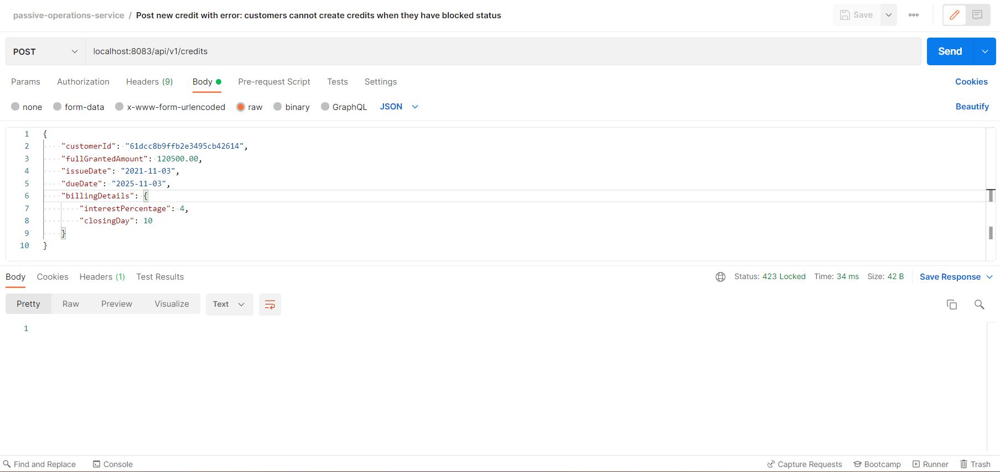 passive-operations-service / Post new credit with error: customers cannot create credits when they have blocked status
Save
POST localhost:8083/api/v1/credits Send
Params Authorization Headers (9) Body Pre-request Script Tests Settings Cookies
none form-data x-www-form-urlencoded raw binary GraphQL JSON Beautify
1 {
2 "customerId": "61dcc8b9ffb2e3495cb42614",
3 "fullGrantedAmount": 120500.00,
4 "issueDate": "2021-11-03",
5 "dueDate": "2025-11-03",
6 "billingDetails": {
7 "interestPercentage": 4,
8 "closingDay": 10
9 }
10 }
Body Cookies Headers (1) Test Results Status: 423 Locked Time: 34 ms Size: 42 B Save Response
Pretty Raw Preview Visualize Text
1
Find and Replace Console Capture Requests Bootcamp Runner Trash